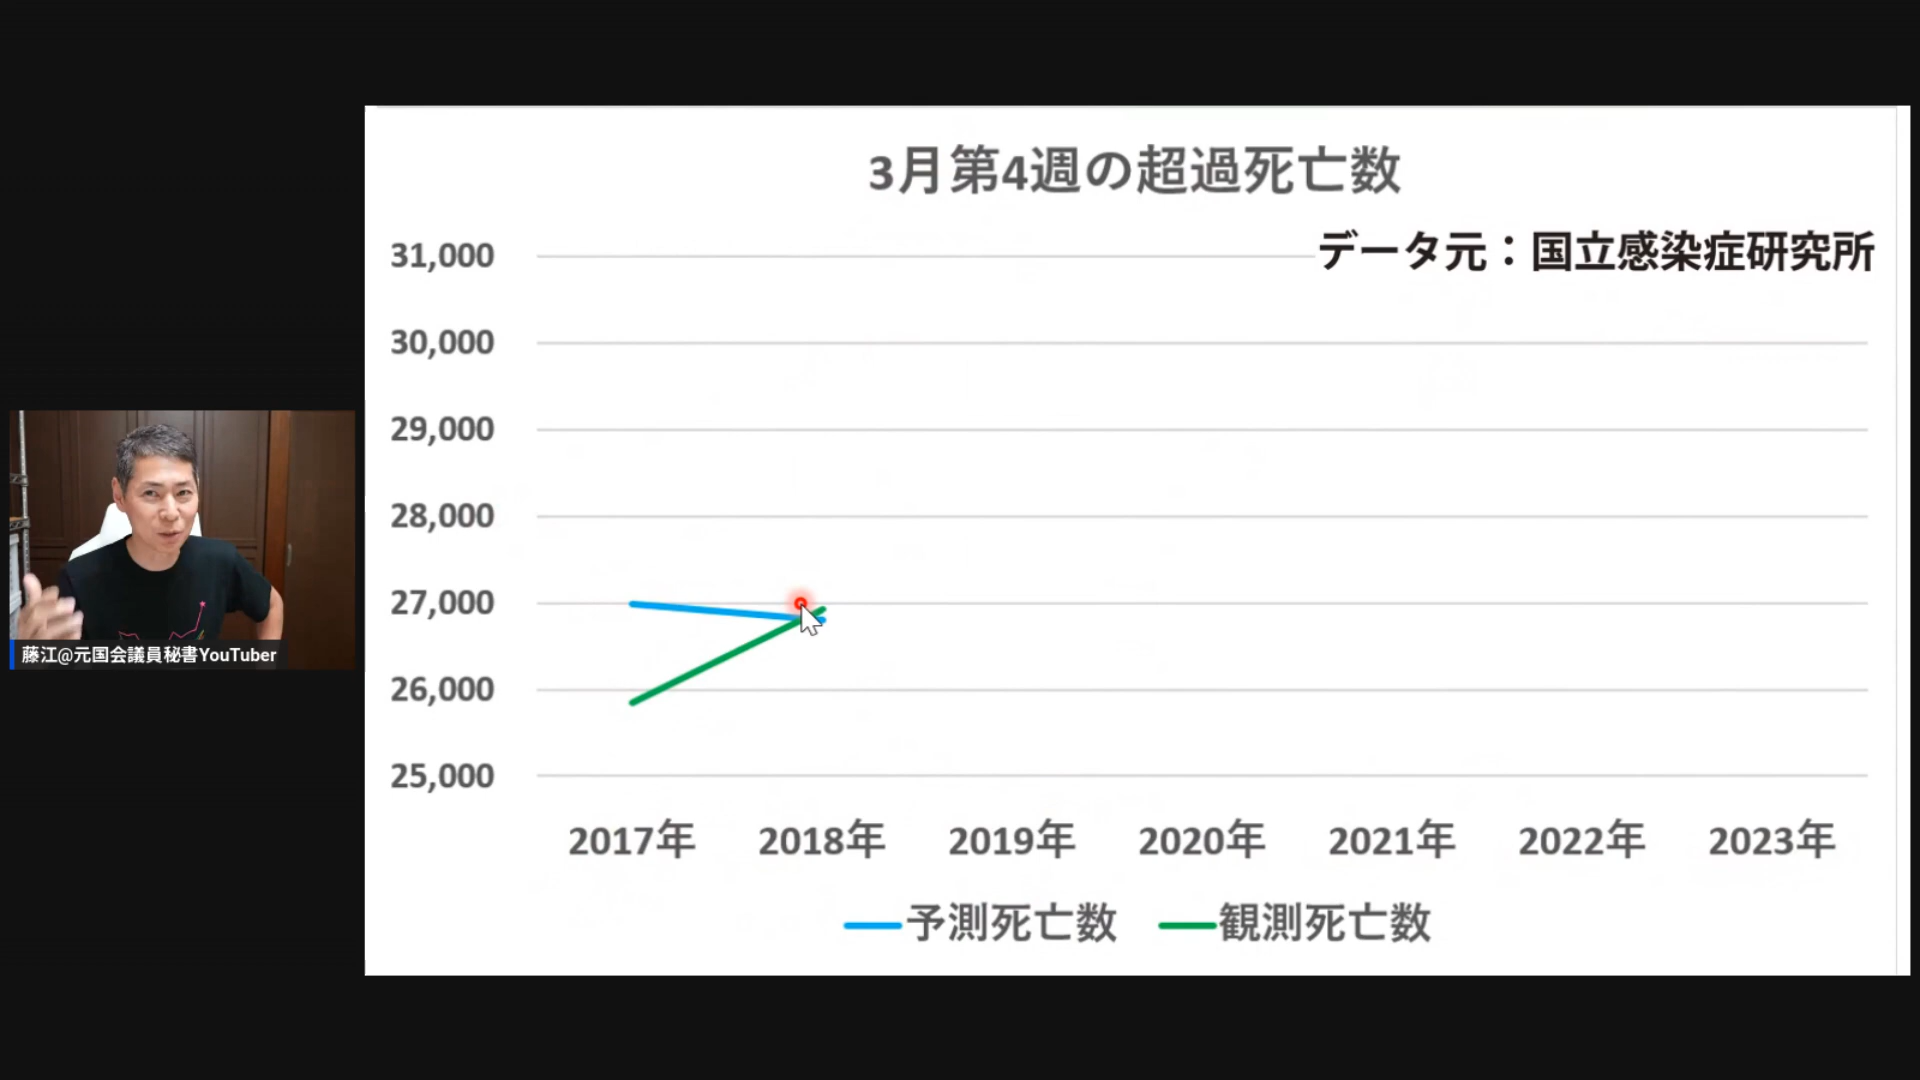 3月第4週の超過死亡数
データ元：国立感染症研究所
31,000
30,000
29,000
28,000
27,000
26,000
25,000
2017年 2018年 2019年 2020年 2021年 2022年 2023年
予測死亡数 観測死亡数
藤江@元国会議員秘書YouTuber